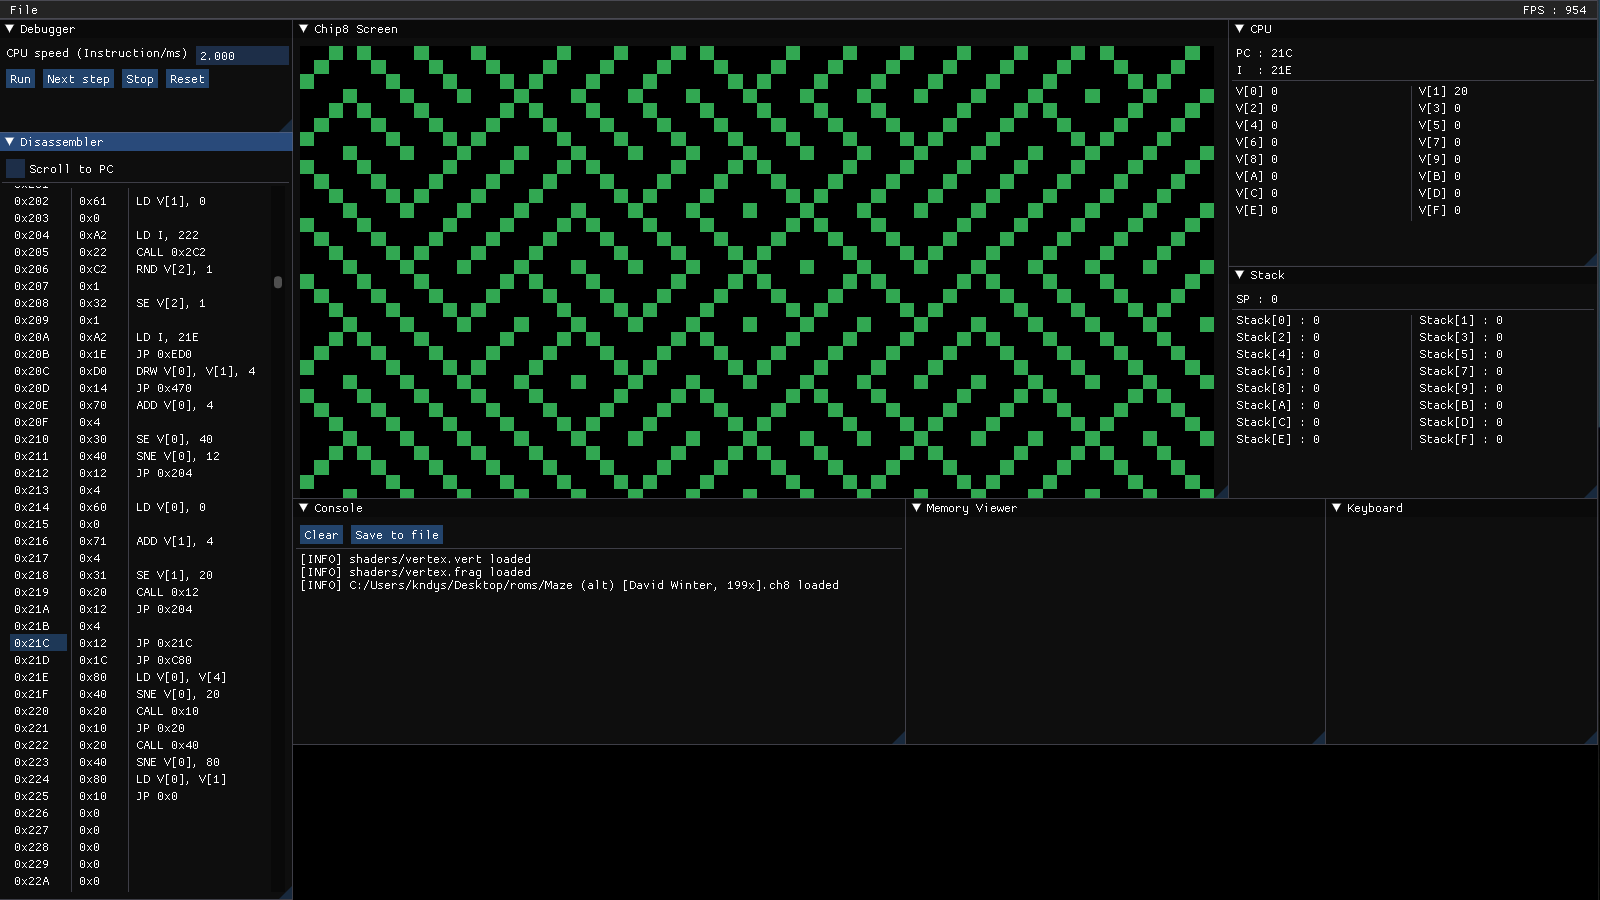 File
FPS : 954
Debugger
CPU speed (Instruction/ms) 2.000
Run Next step Stop Reset
Disassembler
Scroll to PC
0x202 0x61 LD V[1], 0
0x203 0x0
0x204 0xA2 LD I, 222
0x205 0x22 CALL 0x2C2
0x206 0xC2 RND V[2], 1
0x207 0x1
0x208 0x32 SE V[2], 1
0x209 0x1
0x20A 0xA2 LD I, 21E
0x20B 0x1E JP 0xED0
0x20C 0xD0 DRW V[0], V[1], 4
0x20D 0x14 JP 0x470
0x20E 0x70 ADD V[0], 4
0x20F 0x4
0x210 0x30 SE V[0], 40
0x211 0x40 SNE V[0], 12
0x212 0x12 JP 0x204
0x213 0x4
0x214 0x60 LD V[0], 0
0x215 0x0
0x216 0x71 ADD V[1], 4
0x217 0x4
0x218 0x31 SE V[1], 20
0x219 0x20 CALL 0x12
0x21A 0x12 JP 0x204
0x21B 0x4
0x21C 0x12 JP 0x21C
0x21D 0x1C JP 0xC80
0x21E 0x80 LD V[0], V[4]
0x21F 0x40 SNE V[0], 20
0x220 0x20 CALL 0x10
0x221 0x10 JP 0x20
0x222 0x20 CALL 0x40
0x223 0x40 SNE V[0], 80
0x224 0x80 LD V[0], V[1]
0x225 0x10 JP 0x0
0x226 0x0
0x227 0x0
0x228 0x0
0x229 0x0
0x22A 0x0
Chip8 Screen
CPU
PC : 21C
I : 21E
V[0] 0 V[1] 20
V[2] 0 V[3] 0
V[4] 0 V[5] 0
V[6] 0 V[7] 0
V[8] 0 V[9] 0
V[A] 0 V[B] 0
V[C] 0 V[D] 0
V[E] 0 V[F] 0
Stack
SP : 0
Stack[0] : 0 Stack[1] : 0
Stack[2] : 0 Stack[3] : 0
Stack[4] : 0 Stack[5] : 0
Stack[6] : 0 Stack[7] : 0
Stack[8] : 0 Stack[9] : 0
Stack[A] : 0 Stack[B] : 0
Stack[C] : 0 Stack[D] : 0
Stack[E] : 0 Stack[F] : 0
Console
Clear Save to file
[INFO] shaders/vertex.vert loaded
[INFO] shaders/vertex.frag loaded
[INFO] C:/Users/kndys/Desktop/roms/Maze (alt) [David Winter, 199x].ch8 loaded
Memory Viewer
Keyboard